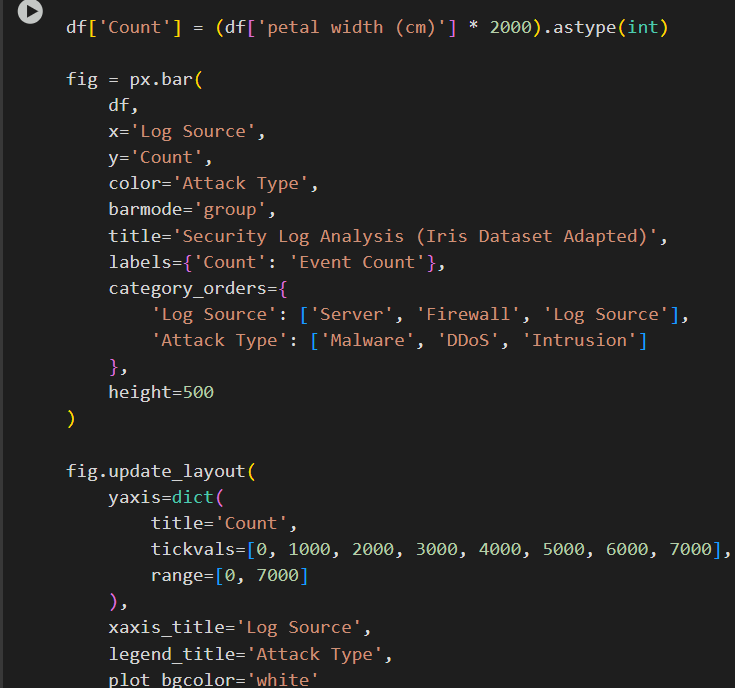 df['Count'] = (df['petal width (cm)'] * 2000).astype(int)
fig = px.bar(
df,
x='Log Source',
y='Count',
color='Attack Type',
barmode='group',
title='Security Log Analysis (Iris Dataset Adapted)',
labels={'Count': 'Event Count'},
category_orders={
'Log Source': ['Server', 'Firewall', 'Log Source'],
'Attack Type': ['Malware', 'DDoS', 'Intrusion']
},
height=500
)
fig.update_layout(
yaxis=dict(
title='Count',
tickvals=[0, 1000, 2000, 3000, 4000, 5000, 6000, 7000],
range=[0, 7000]
),
xaxis_title='Log Source',
legend_title='Attack Type',
plot_bgcolor='white'